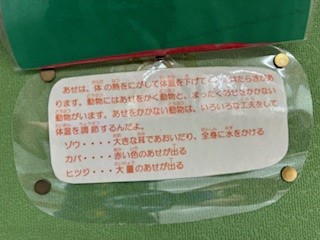 あせは、体の熱をにがして体温を下げて、はたらきがあ
ります。動物にはあせをかく動物と、まったくあせをかかない
動物がいます。あせをかかない動物は、いろいろな工夫をして
体温を調節するんだよ。
ゾウ・・・・大きな耳であおいだり、全身に水をかける
カバ・・・・赤い色のあせが出る
ヒツジ・・・・大量のあせが出る